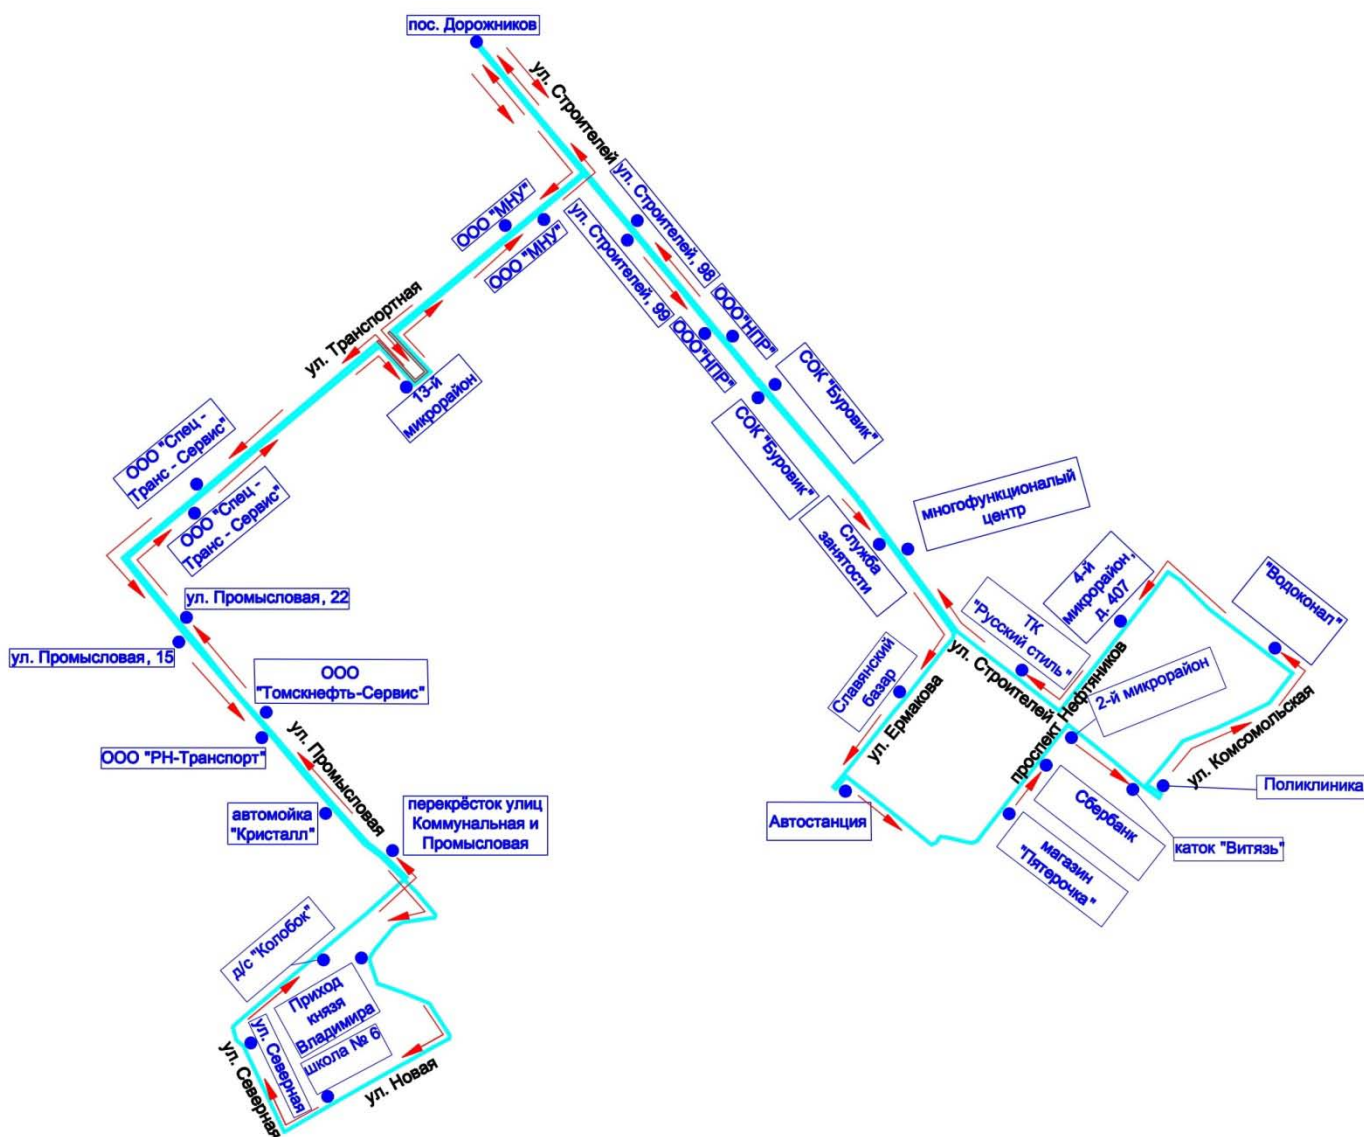 пос. Дорожников
ул. Строителей
ул. Строителей, 98
ООО "МНУ"
ООО "МНУ"
ул. Строителей, 99
ООО"НПР"
ООО"НПР"
ул. Транспортная
13-й
микрорайон
СОК "Буровик"
СОК "Буровик"
ООО "Спец -
Транс - Сервис"
ООО "Спец -
Транс - Сервис"
многофункционалый
центр
Служба
занятости
4-й
микрорайон,
д. 407
"Водоконал"
ТК
"Русский стиль"
ул. Промысловая, 22
ул. Промысловая, 15
ООО
"Томскнефть-Сервис"
Славянский
базар
ул. Строителей
проспект Нефтяников
2-й микрорайон
ул. Ермакова
ул. Комсомольская
ООО "РН-Транспорт"
ул. Промысловая
автомойка
"Кристалл"
перекрёсток улиц
Коммунальная и
Промысловая
Автостанция
Сбербанк
Поликлиника
магазин
"Пятерочка"
каток "Витязь"
д/с "Колобок"
Приход
князя
Владимира
школа № 6
ул. Северная
ул. Северная
ул. Новая